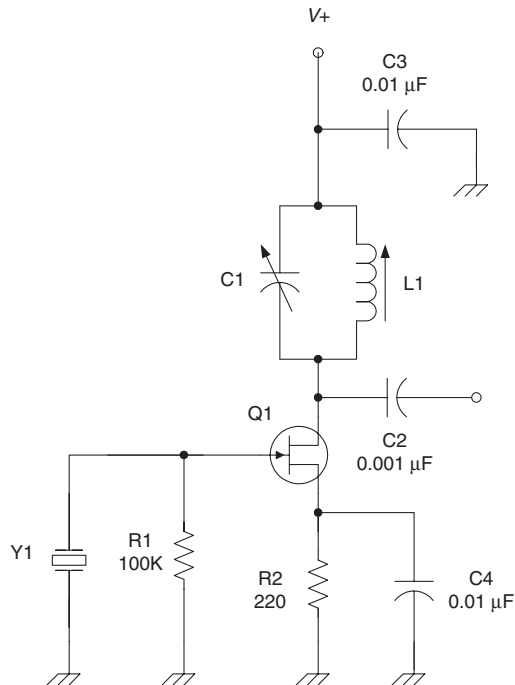 V+
C3
0.01 μF
C1
L1
Q1
C2
0.001 μF
Y1
R1
100K
R2
220
C4
0.01 μF